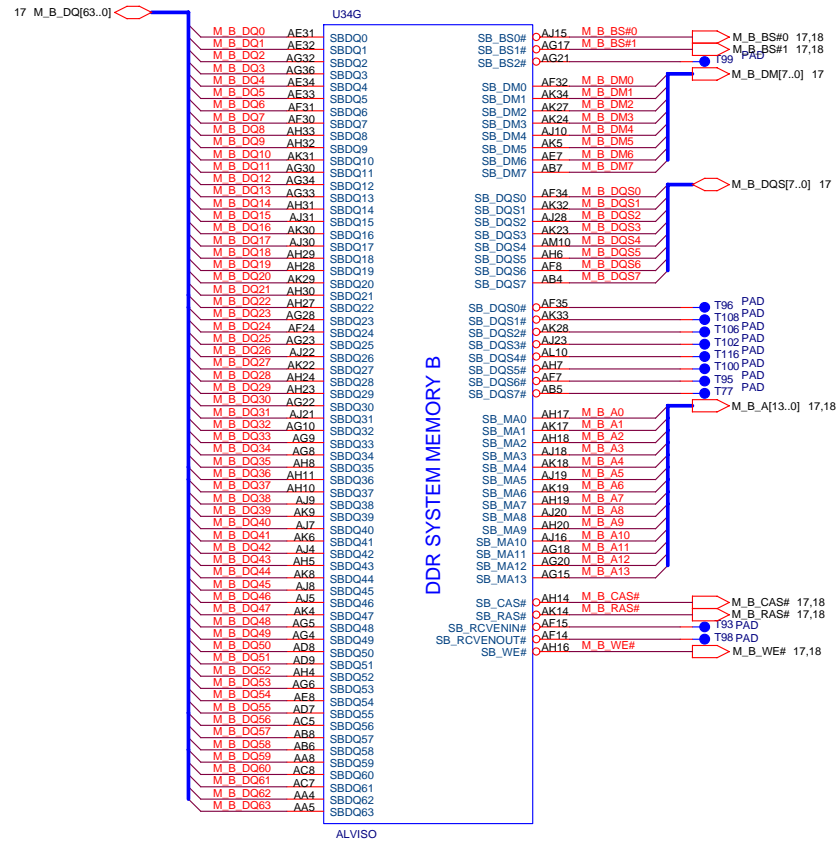 17 M_B_DQ[63..0]
U34G
M_B_DQ0 AE31 SBDQ0
M_B_DQ1 AE32 SBDQ1
M_B_DQ2 AG32 SBDQ2
M_B_DQ3 AG36 SBDQ3
M_B_DQ4 AE34 SBDQ4
M_B_DQ5 AE33 SBDQ5
M_B_DQ6 AF31 SBDQ6
M_B_DQ7 AF30 SBDQ7
M_B_DQ8 AH33 SBDQ8
M_B_DQ9 AH32 SBDQ9
M_B_DQ10 AK31 SBDQ10
M_B_DQ11 AG30 SBDQ11
M_B_DQ12 AG34 SBDQ12
M_B_DQ13 AG33 SBDQ13
M_B_DQ14 AH31 SBDQ14
M_B_DQ15 AJ31 SBDQ15
M_B_DQ16 AK30 SBDQ16
M_B_DQ17 AJ30 SBDQ17
M_B_DQ18 AH29 SBDQ18
M_B_DQ19 AH28 SBDQ19
M_B_DQ20 AK29 SBDQ20
M_B_DQ21 AH30 SBDQ21
M_B_DQ22 AH27 SBDQ22
M_B_DQ23 AG28 SBDQ23
M_B_DQ24 AF24 SBDQ24
M_B_DQ25 AG23 SBDQ25
M_B_DQ26 AJ22 SBDQ26
M_B_DQ27 AK22 SBDQ27
M_B_DQ28 AH24 SBDQ28
M_B_DQ29 AH23 SBDQ29
M_B_DQ30 AG22 SBDQ30
M_B_DQ31 AJ21 SBDQ31
M_B_DQ32 AG10 SBDQ32
M_B_DQ33 AG9 SBDQ33
M_B_DQ34 AG8 SBDQ34
M_B_DQ35 AH8 SBDQ35
M_B_DQ36 AH11 SBDQ36
M_B_DQ37 AH10 SBDQ37
M_B_DQ38 AJ9 SBDQ38
M_B_DQ39 AK9 SBDQ39
M_B_DQ40 AJ7 SBDQ40
M_B_DQ41 AK6 SBDQ41
M_B_DQ42 AJ4 SBDQ42
M_B_DQ43 AH5 SBDQ43
M_B_DQ44 AK8 SBDQ44
M_B_DQ45 AJ8 SBDQ45
M_B_DQ46 AJ5 SBDQ46
M_B_DQ47 AK4 SBDQ47
M_B_DQ48 AG5 SBDQ48
M_B_DQ49 AG4 SBDQ49
M_B_DQ50 AD8 SBDQ50
M_B_DQ51 AD9 SBDQ51
M_B_DQ52 AH4 SBDQ52
M_B_DQ53 AG6 SBDQ53
M_B_DQ54 AE8 SBDQ54
M_B_DQ55 AD7 SBDQ55
M_B_DQ56 AC5 SBDQ56
M_B_DQ57 AB8 SBDQ57
M_B_DQ58 AB6 SBDQ58
M_B_DQ59 AA8 SBDQ59
M_B_DQ60 AC8 SBDQ60
M_B_DQ61 AC7 SBDQ61
M_B_DQ62 AA4 SBDQ62
M_B_DQ63 AA5 SBDQ63
DDR SYSTEM MEMORY B
SB_BS0# AJ15 M_B_BS#0 M_B_BS#0 17,18
SB_BS1# AG17 M_B_BS#1 M_B_BS#1 17,18
SB_BS2# AG21 T99 PAD
SB_DM0 AF32 M_B_DM0 M_B_DM[7..0] 17
SB_DM1 AK34 M_B_DM1
SB_DM2 AK27 M_B_DM2
SB_DM3 AK24 M_B_DM3
SB_DM4 AJ10 M_B_DM4
SB_DM5 AK5 M_B_DM5
SB_DM6 AE7 M_B_DM6
SB_DM7 AB7 M_B_DM7
SB_DQS0 AF34 M_B_DQS0 M_B_DQS[7..0] 17
SB_DQS1 AK32 M_B_DQS1
SB_DQS2 AJ28 M_B_DQS2
SB_DQS3 AK23 M_B_DQS3
SB_DQS4 AM10 M_B_DQS4
SB_DQS5 AH6 M_B_DQS5
SB_DQS6 AF8 M_B_DQS6
SB_DQS7 AB4 M_B_DQS7
SB_DQS0# AF35 T96 PAD
SB_DQS1# AK33 T108 PAD
SB_DQS2# AK28 T106 PAD
SB_DQS3# AJ23 T102 PAD
SB_DQS4# AL10 T116 PAD
SB_DQS5# AH7 T100 PAD
SB_DQS6# AF7 T95 PAD
SB_DQS7# AB5 T77 PAD
SB_MA0 AH17 M_B_A0 M_B_A[13..0] 17,18
SB_MA1 AK17 M_B_A1
SB_MA2 AH18 M_B_A2
SB_MA3 AJ18 M_B_A3
SB_MA4 AK18 M_B_A4
SB_MA5 AJ19 M_B_A5
SB_MA6 AK19 M_B_A6
SB_MA7 AH19 M_B_A7
SB_MA8 AJ20 M_B_A8
SB_MA9 AH20 M_B_A9
SB_MA10 AJ16 M_B_A10
SB_MA11 AG18 M_B_A11
SB_MA12 AG20 M_B_A12
SB_MA13 AG15 M_B_A13
SB_CAS# AH14 M_B_CAS# M_B_CAS# 17,18
SB_RAS# AK14 M_B_RAS# M_B_RAS# 17,18
SB_RCVENIN# AF15 T93 PAD
SB_RCVENOUT# AF14 T98 PAD
SB_WE# AH16 M_B_WE# M_B_WE# 17,18
ALVISO